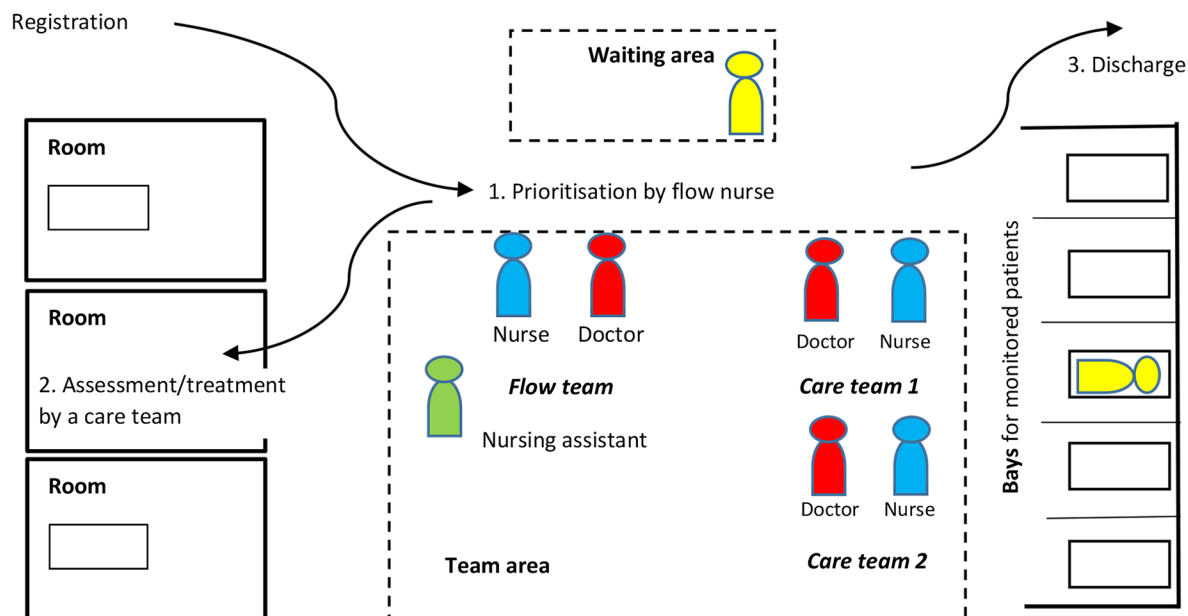 Registration
Waiting area
3. Discharge
Room
1. Prioritisation by flow nurse
Room
2. Assessment/treatment
by a care team
Room
Nurse
Doctor
Flow team
Nursing assistant
Doctor
Nurse
Care team 1
Doctor
Nurse
Care team 2
Team area
Bays for monitored patients